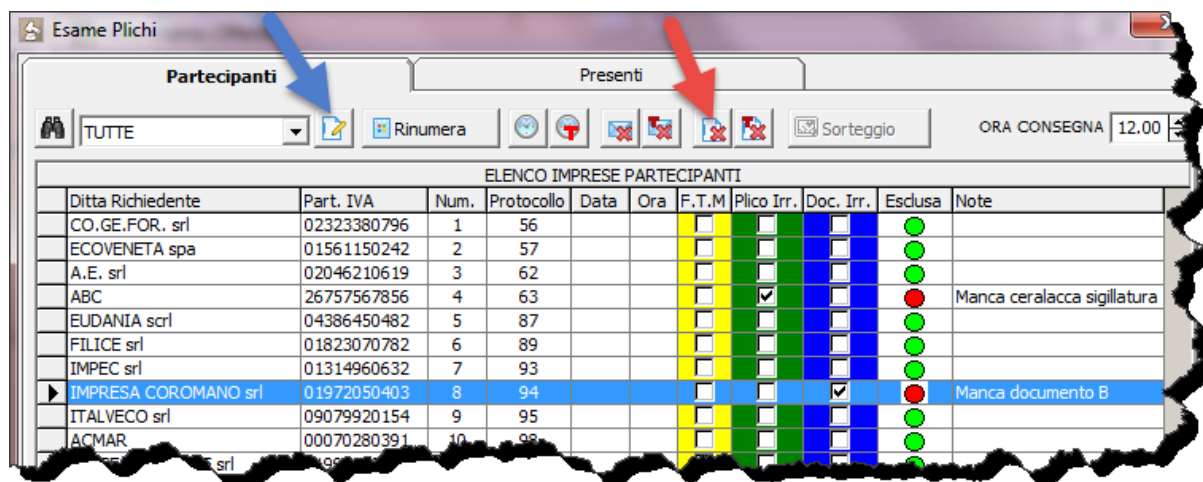 Esame Plichi
Partecipanti Presenti
TUTTE Rinumera Sorteggio ORA CONSEGNA 12.00
ELENCO IMPRESE PARTECIPANTI
Ditta Richiedente Part. IVA Num. Protocollo Data Ora F.T.M Plico Irr. Doc. Irr. Esclusa Note
CO.GE.FOR. srl 02323380796 1 56
ECOVENETA spa 01561150242 2 57
A.E. srl 02046210619 3 62
ABC 26757567856 4 63 Manca ceralacca sigillatura
EUDANIA scrl 04386450482 5 87
FILICE srl 01823070782 6 89
IMPEC srl 01314960632 7 93
IMPRESA COROMANO srl 01972050403 8 94 Manca documento B
ITALVECO srl 09079920154 9 95
ACMAR 00070280391 10 98
srl